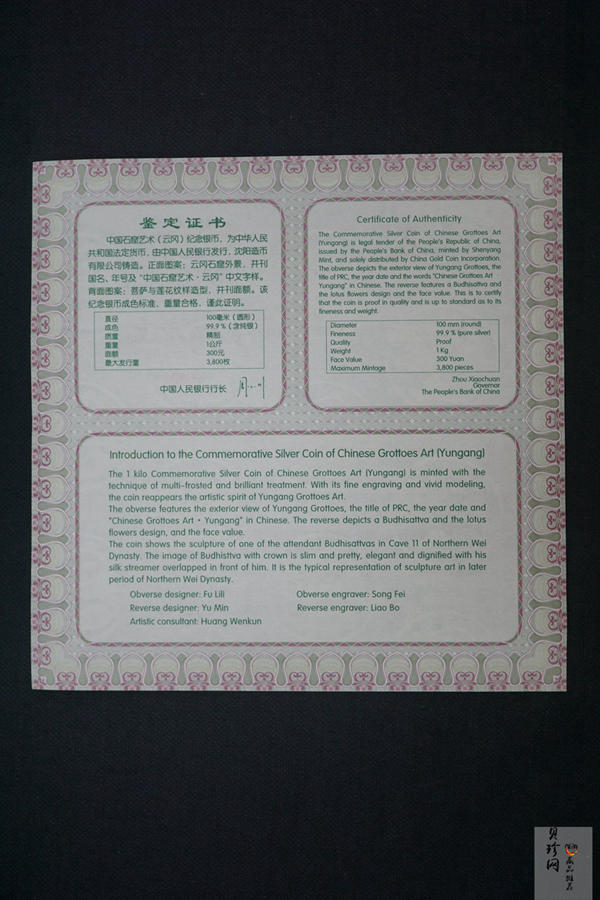 鉴定证书
中国石窟艺术（云冈）纪念银币，为中华人民
共和国法定货币，由中国人民银行发行，沈阳造币
有限公司铸造。正面图案：云冈石窟外景，并刊
国名、年号及“中国石窟艺术·云冈”中文字样。
背面图案：菩萨与莲花纹样造型，并刊面额。该
纪念银币成色标准、重量合格，谨此证明。
直径 100毫米（圆形）
成色 99.9％（含纯银）
质量 精制
重量 1公斤
面额 300元
最大发行量 3,800枚
中国人民银行行长
Certificate of Authenticity
The Commemorative Silver Coin of Chinese Grottoes Art
(Yungang) is legal tender of the People's Republic of China,
issued by the People's Bank of China, minted by Shenyang
Mint, and solely distributed by China Gold Coin Incorporation.
The obverse depicts the exterior view of Yungang Grottoes, the
title of PRC, the year date and the words "Chinese Grottoes Art ·
Yungang" in Chinese. The reverse features a Budhisattva and
the lotus flowers design and the face value. This is to certify
that the coin is proof in quality and is up to standard as to its
fineness and weight.
Diameter 100 mm (round)
Fineness 99.9 % (pure silver)
Quality Proof
Weight 1 Kg
Face Value 300 Yuan
Maximum Mintage 3,800 pieces
Zhou Xiaochuan
Governor
The People's Bank of China
Introduction to the Commemorative Silver Coin of Chinese Grottoes Art (Yungang)
The 1 kilo Commemorative Silver Coin of Chinese Grottoes Art (Yungang) is minted with the
technique of multi-frosted and brilliant treatment. With its fine engraving and vivid modeling,
the coin reappears the artistic spirit of Yungang Grottoes Art.
The obverse features the exterior view of Yungang Grottoes, the title of PRC, the year date and
"Chinese Grottoes Art · Yungang" in Chinese. The reverse depicts a Budhisattva and the lotus
flowers design, and the face value.
The coin shows the sculpture of one of the attendant Budhisattvas in Cave 11 of Northern Wei
Dynasty. The image of Budhisttva with crown is slim and pretty, elegant and dignified with his
silk streamer overlapped in front of him. It is the typical representation of sculpture art in later
period of Northern Wei Dynasty.
Obverse designer: Fu Lili Obverse engraver: Song Fei
Reverse designer: Yu Min Reverse engraver: Liao Bo
Artistic consultant: Huang Wenkun
贝珍网